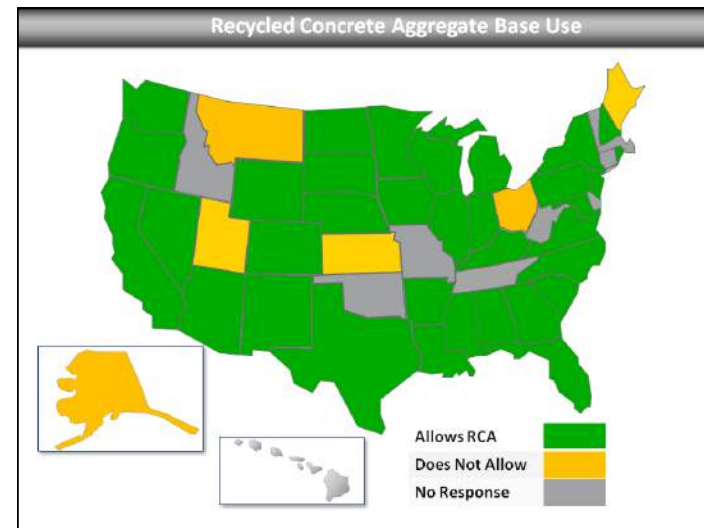 Recycled Concrete Aggregate Base Use
Allows RCA
Does Not Allow
No Response